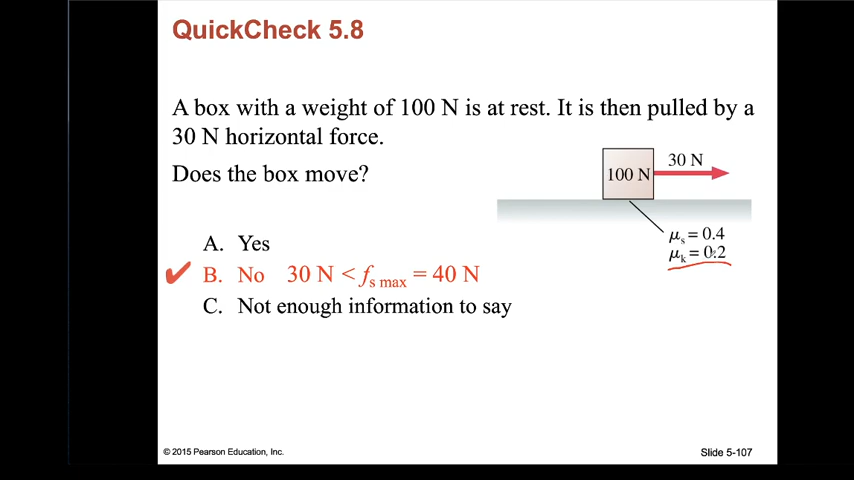 QuickCheck 5.8
A box with a weight of 100 N is at rest. It is then pulled by a
30 N horizontal force.
Does the box move?
30 N
100 N
μs = 0.4
μk = 0.2
A. Yes
B. No 30 N < fs max = 40 N
C. Not enough information to say
© 2015 Pearson Education, Inc.
Slide 5-107